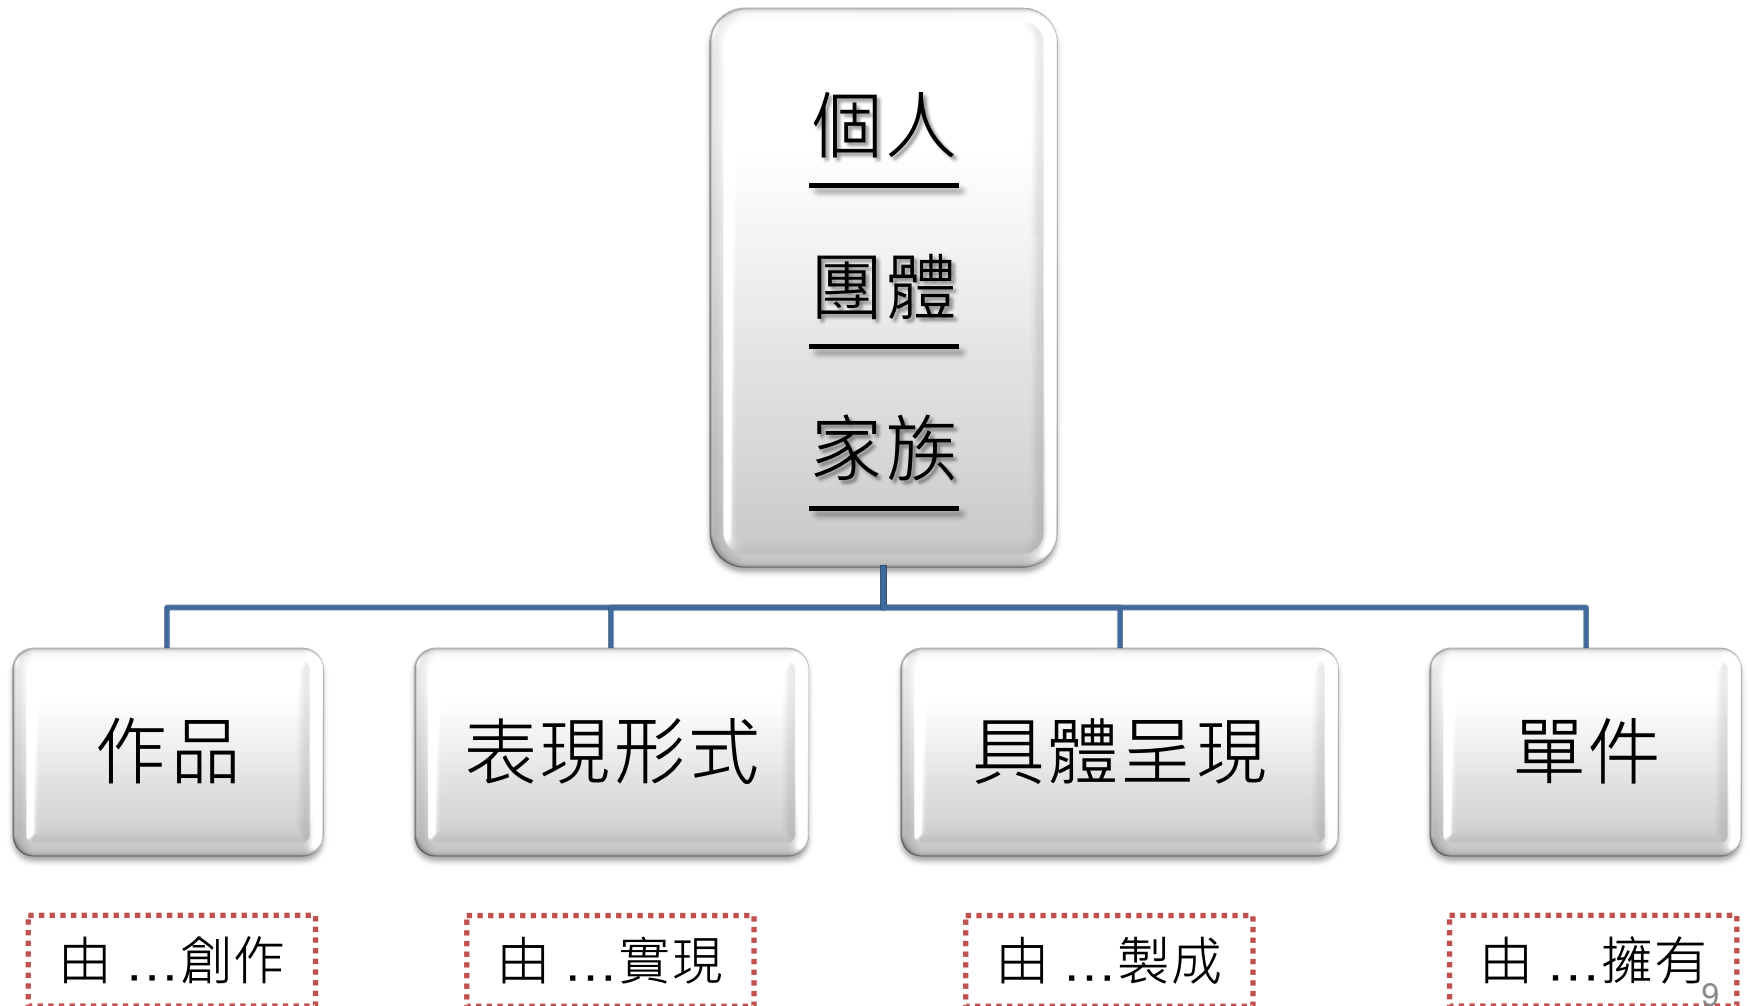 個人
團體
家族
作品
表現形式
具體呈現
單件
由 …創作
由 …實現
由 …製成
由 …擁有
9